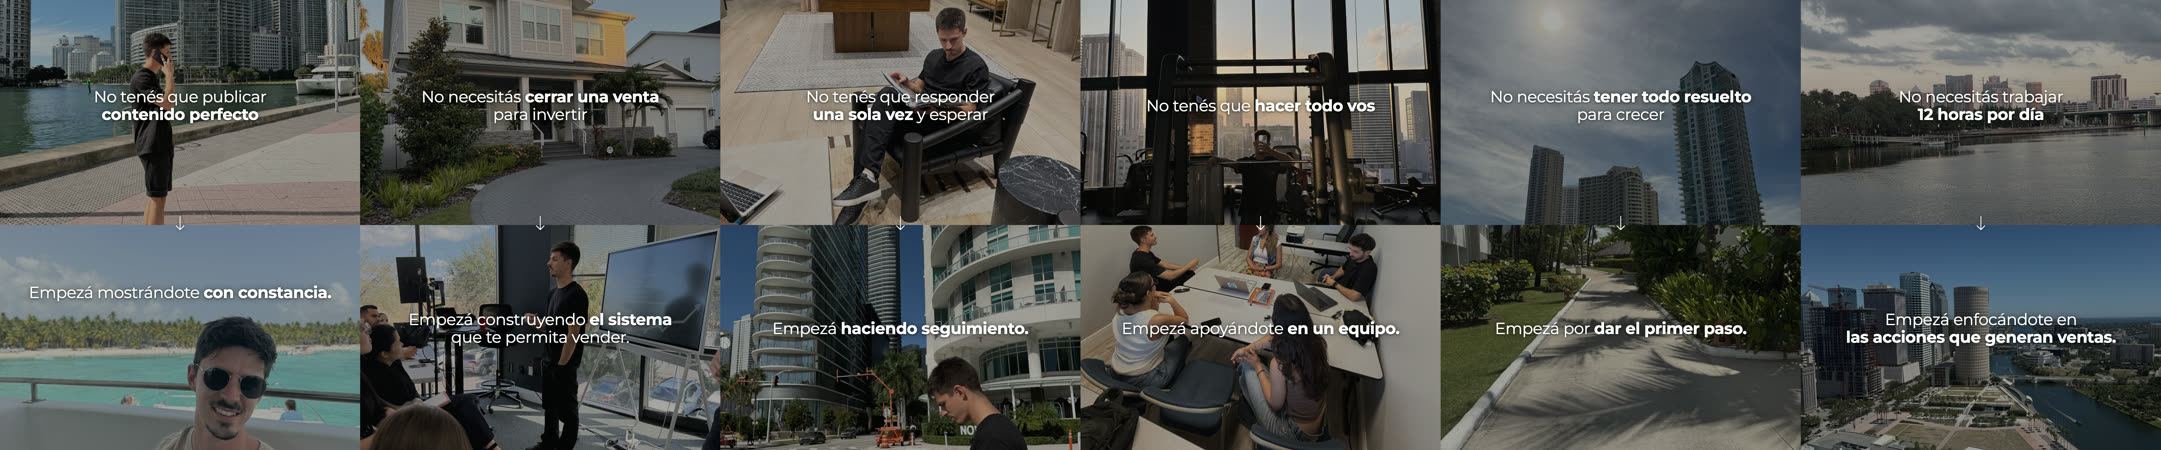 No tenés que publicar
contenido perfecto
Empezá mostrándote con constancia.
No necesitás cerrar una venta
para invertir
Empezá construyendo el sistema
que te permita vender.
No tenés que responder
una sola vez y esperar
Empezá haciendo seguimiento.
No tenés que hacer todo vos
Empezá apoyándote en un equipo.
No necesitás tener todo resuelto
para crecer
Empezá por dar el primer paso.
No necesitás trabajar
12 horas por día
Empezá enfocándote en
las acciones que generan ventas.